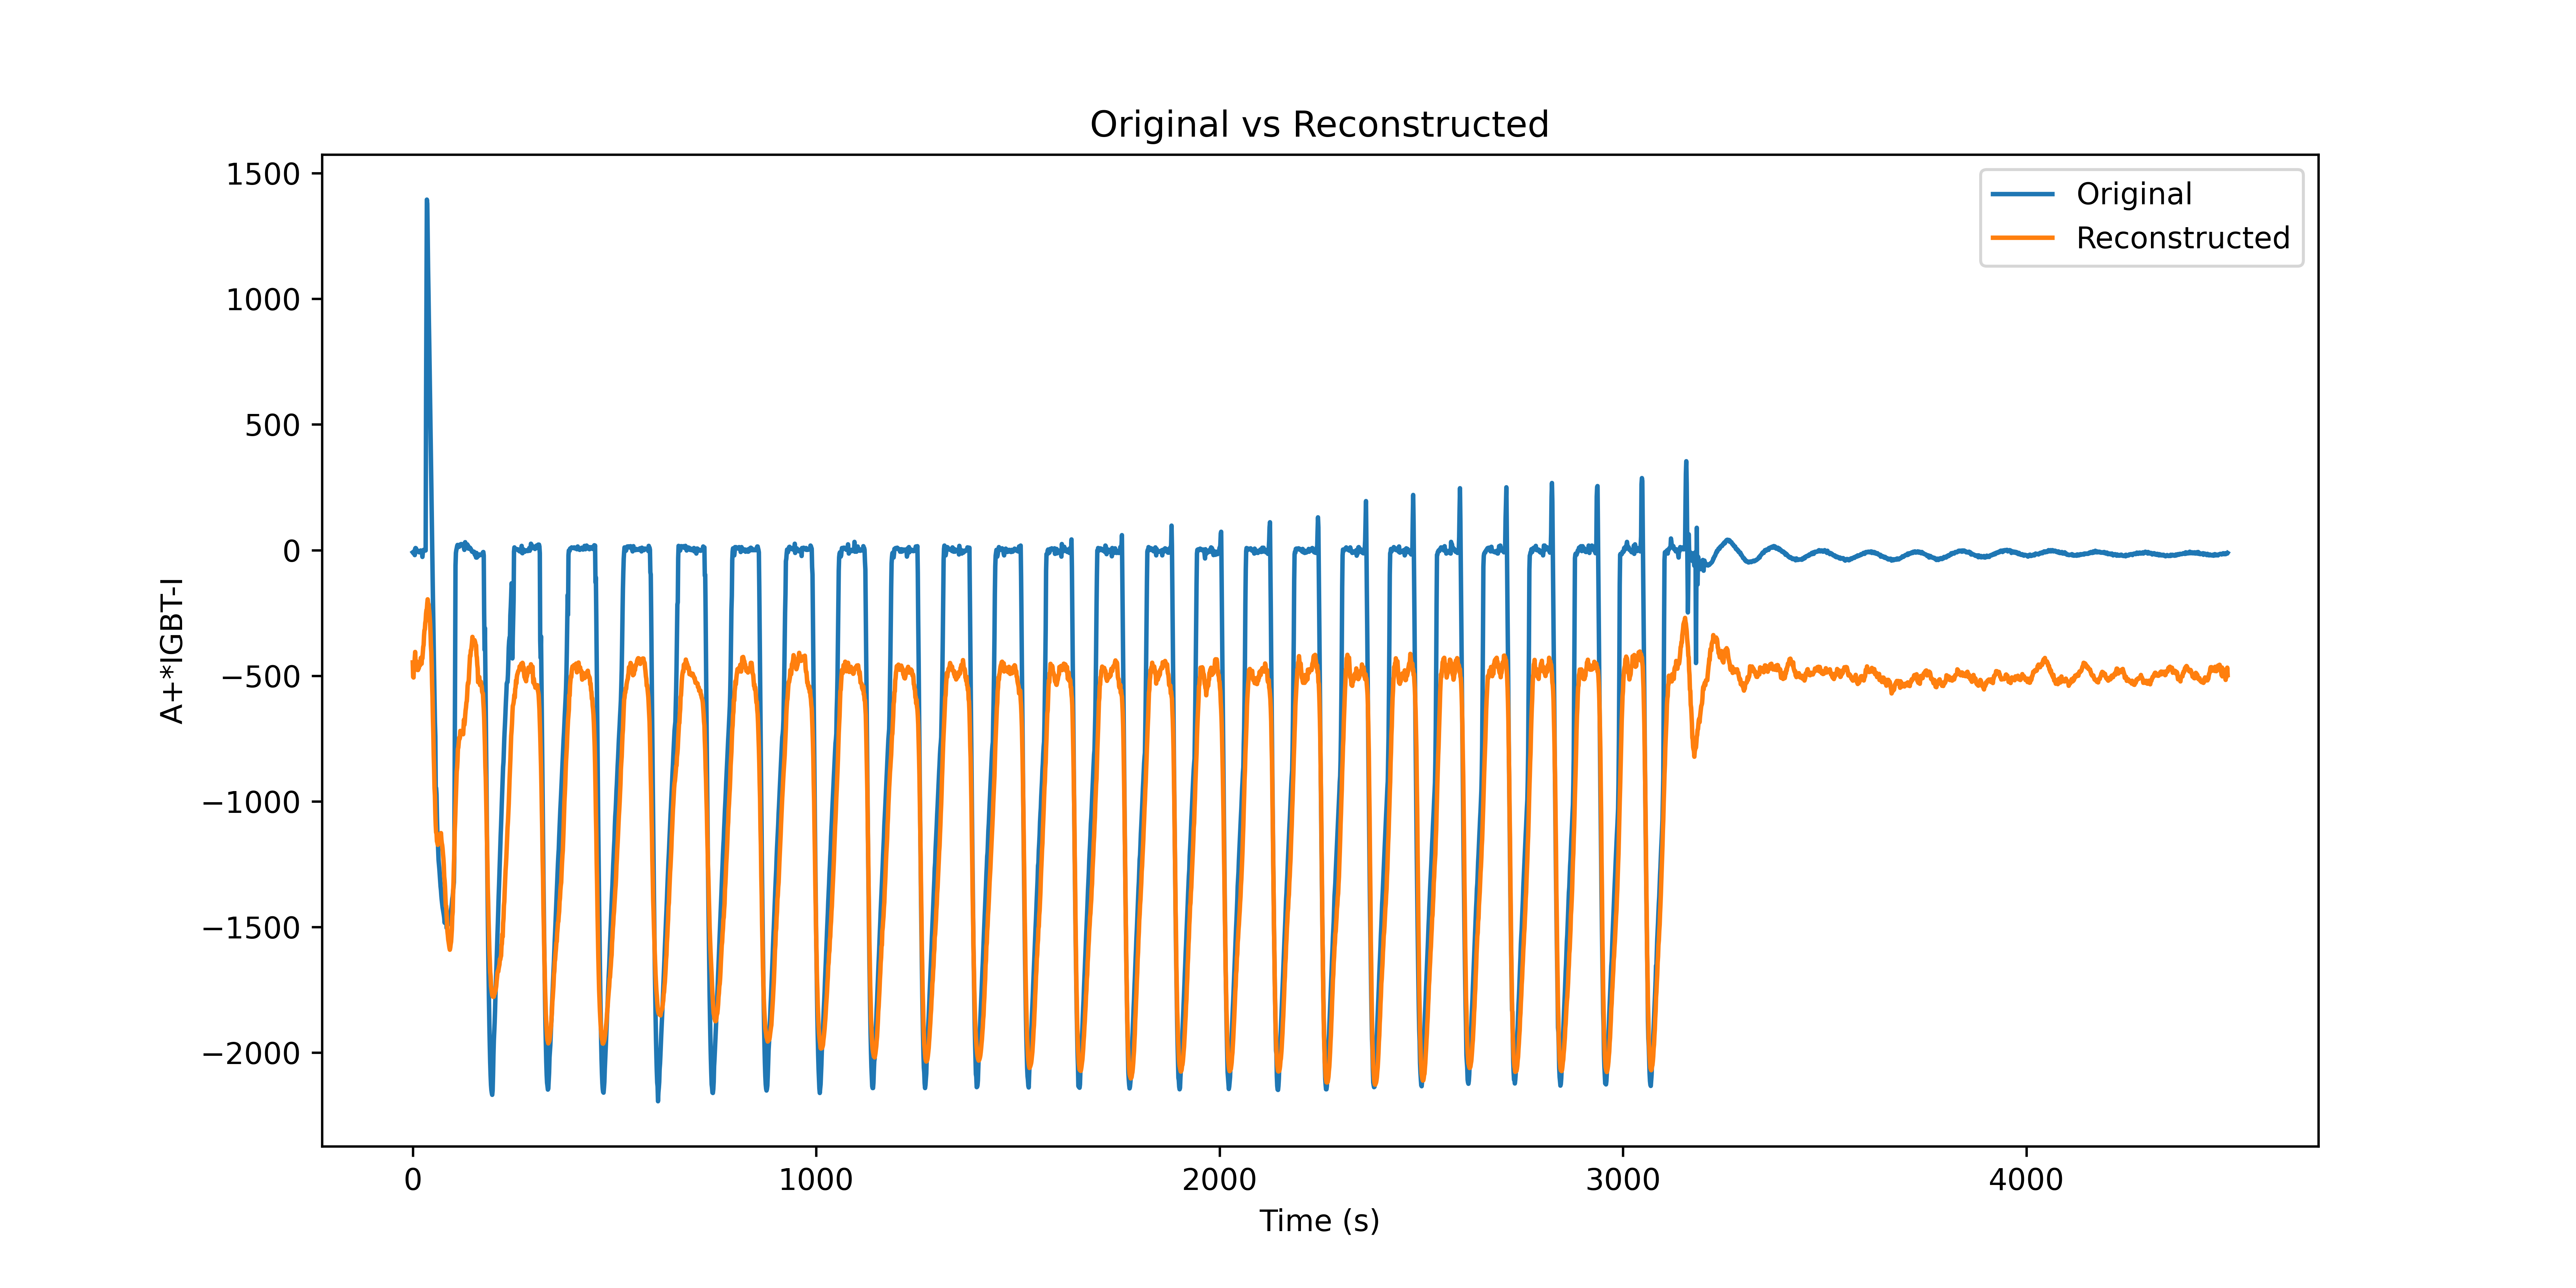 Original vs Reconstructed
1500
1000
500
0
−500
−1000
−1500
−2000
A+*IGBT-I
Original
Reconstructed
0
1000
2000
3000
4000
Time (s)